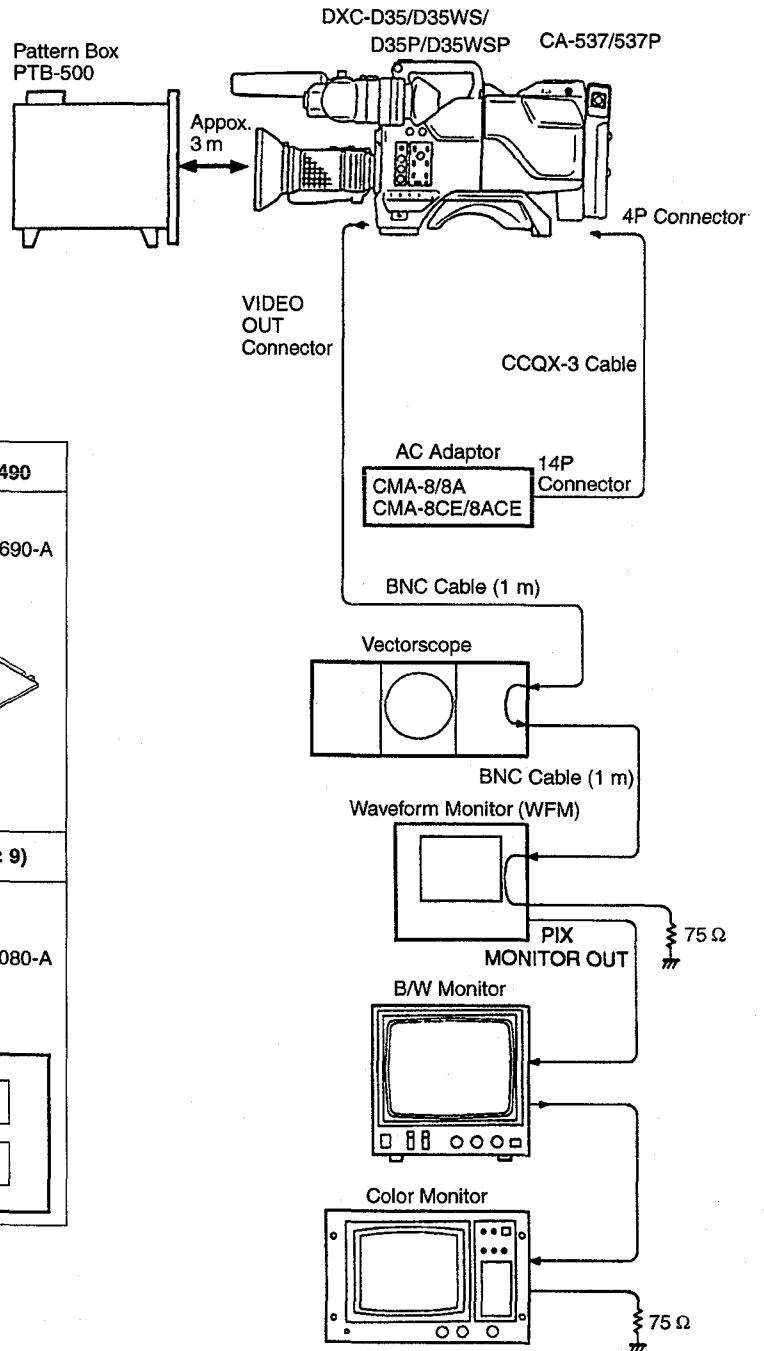 DXC-D35/D35WS/
D35P/D35WSP
CA-537/537P
Pattern Box
PTB-500
Appox.
3 m
4P Connector
VIDEO
OUT
Connector
CCQX-3 Cable
AC Adaptor
14P
Connector
CMA-8/8A
CMA-8CE/8ACE
490
690-A
BNC Cable (1 m)
Vectorscope
BNC Cable (1 m)
Waveform Monitor (WFM)
: 9)
080-A
PIX
MONITOR OUT
75 Ω
B/W Monitor
Color Monitor
75 Ω